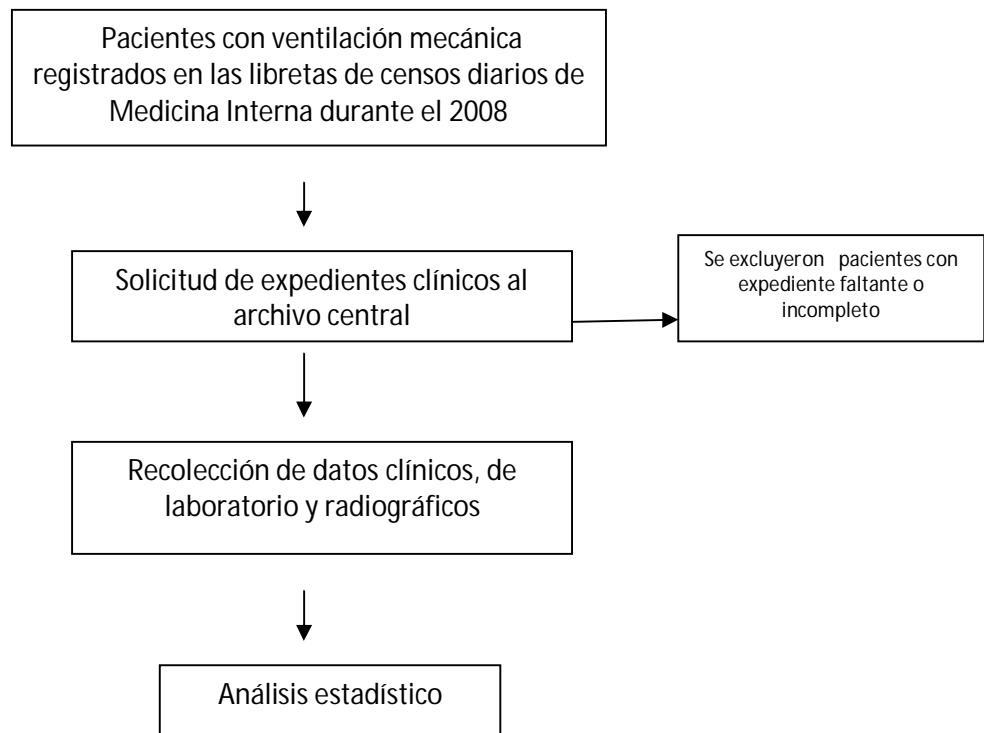 Pacientes con ventilación mecánica
registrados en las libretas de censos diarios de
Medicina Interna durante el 2008
Solicitud de expedientes clínicos al
archivo central
Se excluyeron pacientes con
expediente faltante o
incompleto
Recolección de datos clínicos, de
laboratorio y radiográficos
Análisis estadístico